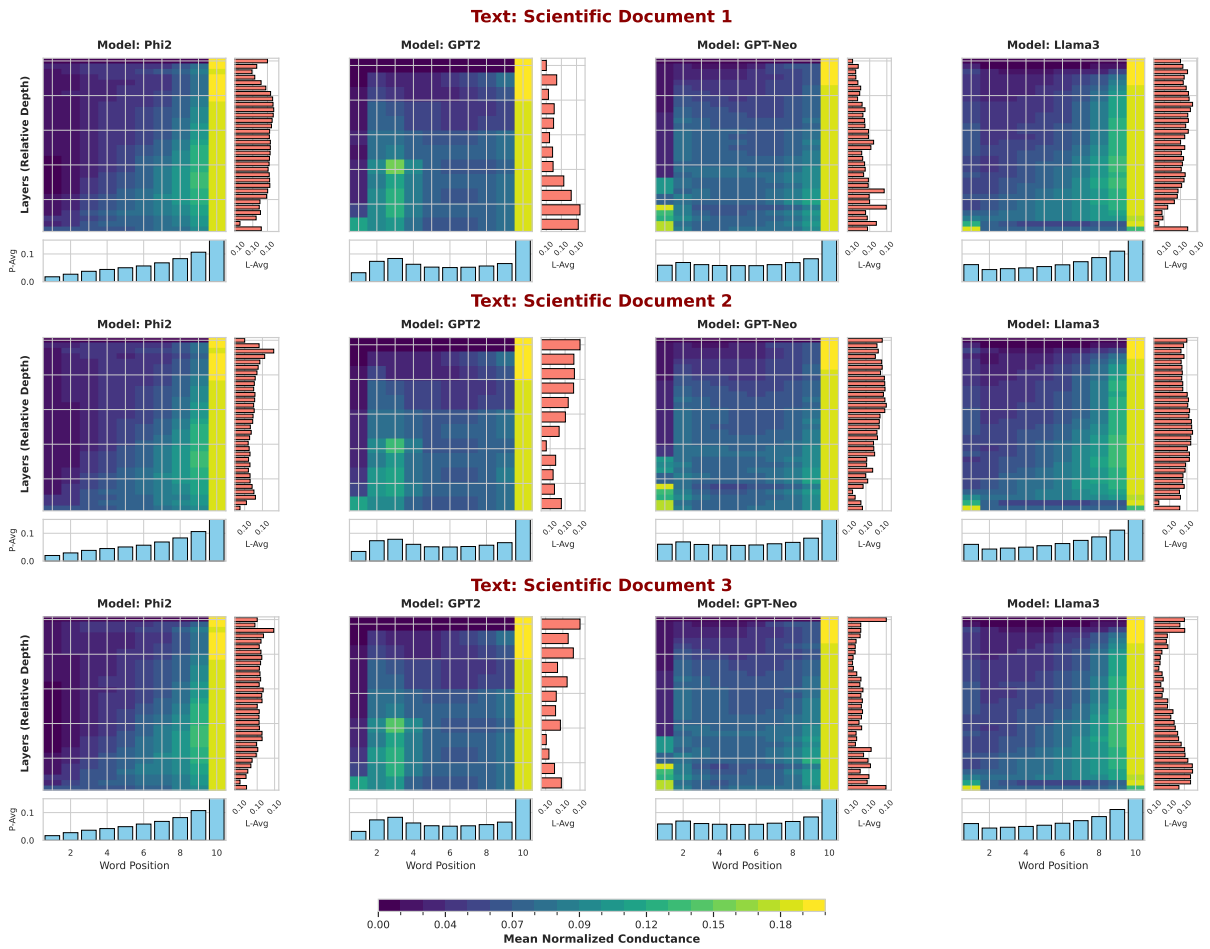 Text: Scientific Document 1
Model: Phi2
Model: GPT2
Model: GPT-Neo
Model: Llama3
Layers (Relative Depth)
0.10 0.10 0.10
0.10 0.10 0.10
0.10 0.10 0.10
0.10 0.10 0.10
L-Avg
L-Avg
L-Avg
L-Avg
P-Avg
0.1
0.0
Text: Scientific Document 2
Model: Phi2
Model: GPT2
Model: GPT-Neo
Model: Llama3
Layers (Relative Depth)
0.10 0.10
0.10 0.10 0.10
0.10 0.10 0.10
0.10 0.10
L-Avg
L-Avg
L-Avg
L-Avg
P-Avg
0.1
0.0
Text: Scientific Document 3
Model: Phi2
Model: GPT2
Model: GPT-Neo
Model: Llama3
Layers (Relative Depth)
0.10 0.10 0.10
0.10 0.10 0.10
0.10 0.10
0.10 0.10 0.10
L-Avg
L-Avg
L-Avg
L-Avg
P-Avg
0.1
0.0
2 4 6 8 10
2 4 6 8 10
2 4 6 8 10
2 4 6 8 10
Word Position
Word Position
Word Position
Word Position
0.00 0.04 0.07 0.09 0.12 0.15 0.18
Mean Normalized Conductance